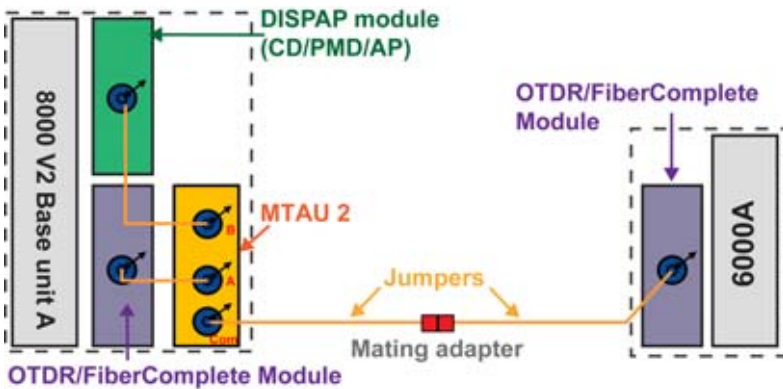 DISPAP module
(CD/PMD/AP)
OTDR/FiberComplete
Module
8000 V2 Base unit A
MTAU 2
B
A
Com
Jumpers
Mating adapter
6000A
OTDR/FiberComplete Module